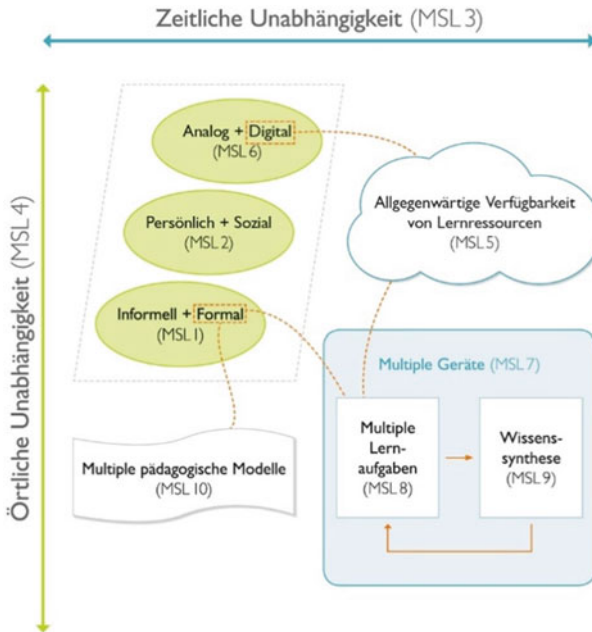 Zeitliche Unabhängigkeit (MSL 3)
Örtliche Unabhängigkeit (MSL 4)
Analog + Digital
(MSL 6)
Persönlich + Sozial
(MSL 2)
Informell + Formal
(MSL 1)
Allgegenwärtige Verfügbarkeit
von Lernressourcen
(MSL 5)
Multiple pädagogische Modelle
(MSL 10)
Multiple Geräte (MSL 7)
Multiple
Lern-
aufgaben
(MSL 8)
Wissens-
synthese
(MSL 9)